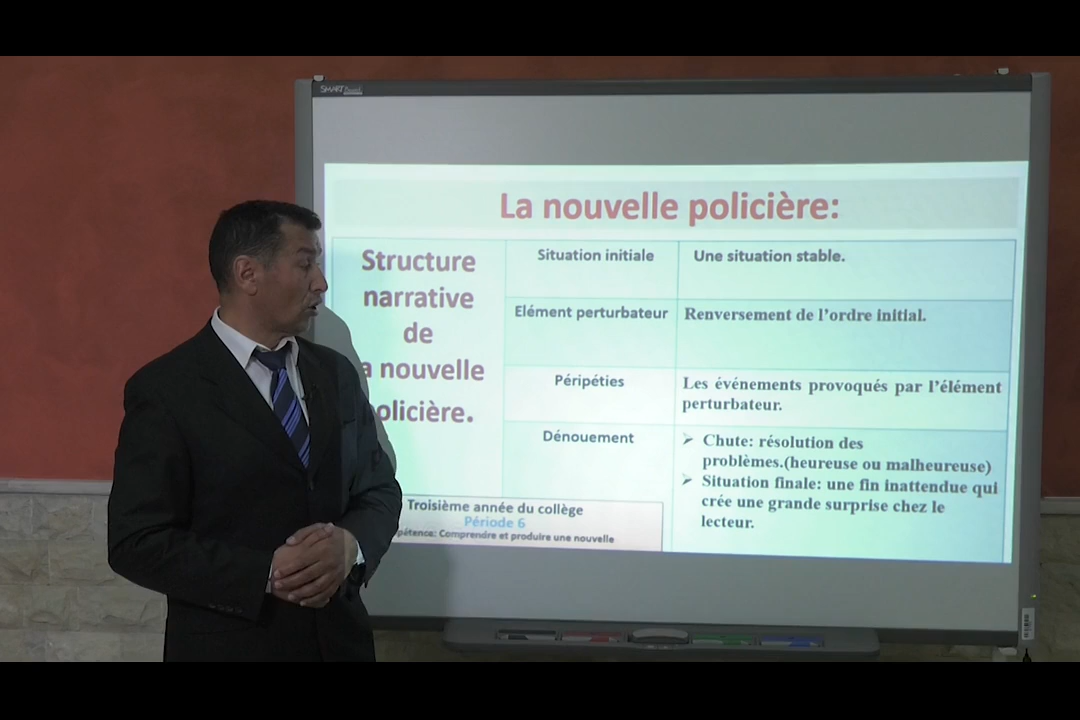 SMART Board
La nouvelle policière:
Structure
narrative
de
a nouvelle
policière.
Situation initiale
Une situation stable.
Elément perturbateur
Renversement de l'ordre initial.
Péripéties
Les événements provoqués par l'élément
perturbateur.
Dénouement
➢ Chute: résolution des
problèmes.(heureuse ou malheureuse)
➢ Situation finale: une fin inattendue qui
crée une grande surprise chez le
lecteur.
Troisième année du collège
Période 6
pétence: Comprendre et produire une nouvelle